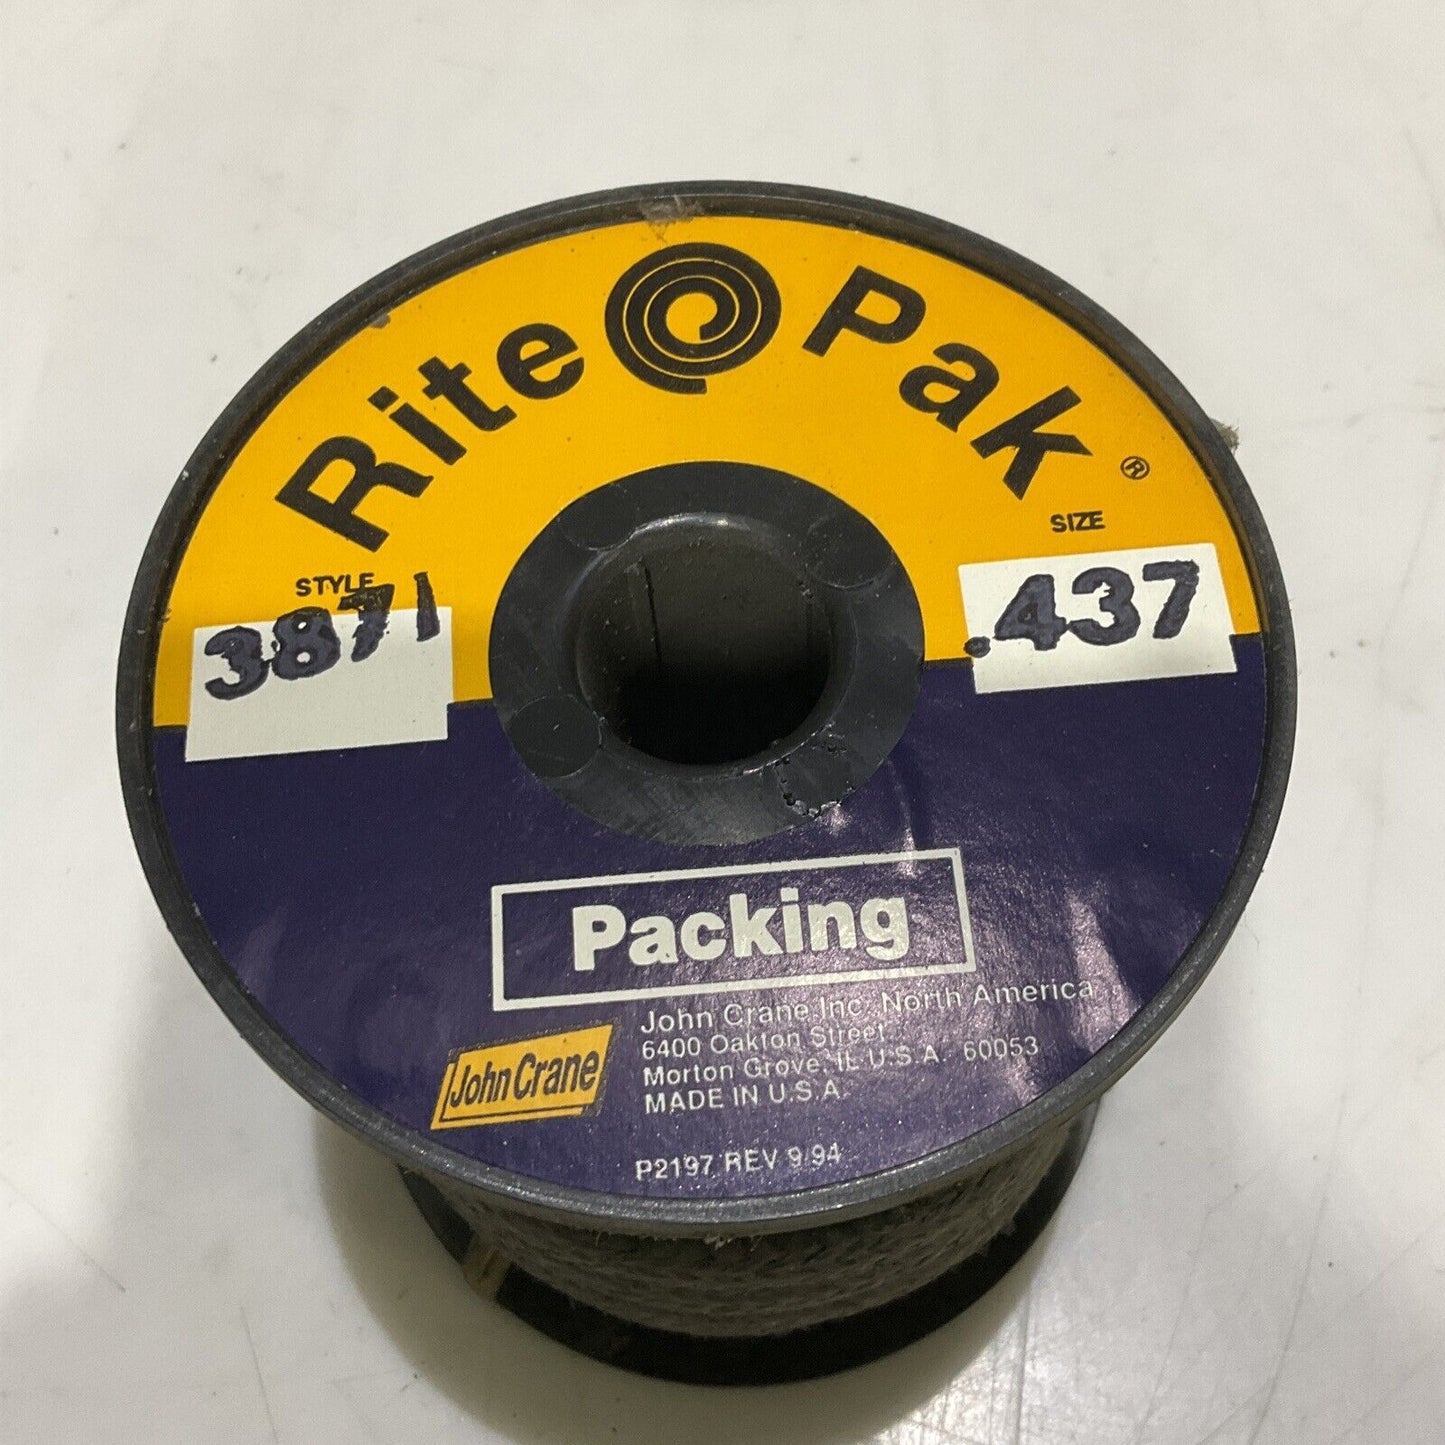 Rite Pak®
STYLE
3871
SIZE
.437
Packing
John Crane
John Crane Inc. North America
6400 Oakton Street
Morton Grove, IL U.S.A. 60053
MADE IN U.S.A.
P2197 REV 9/94